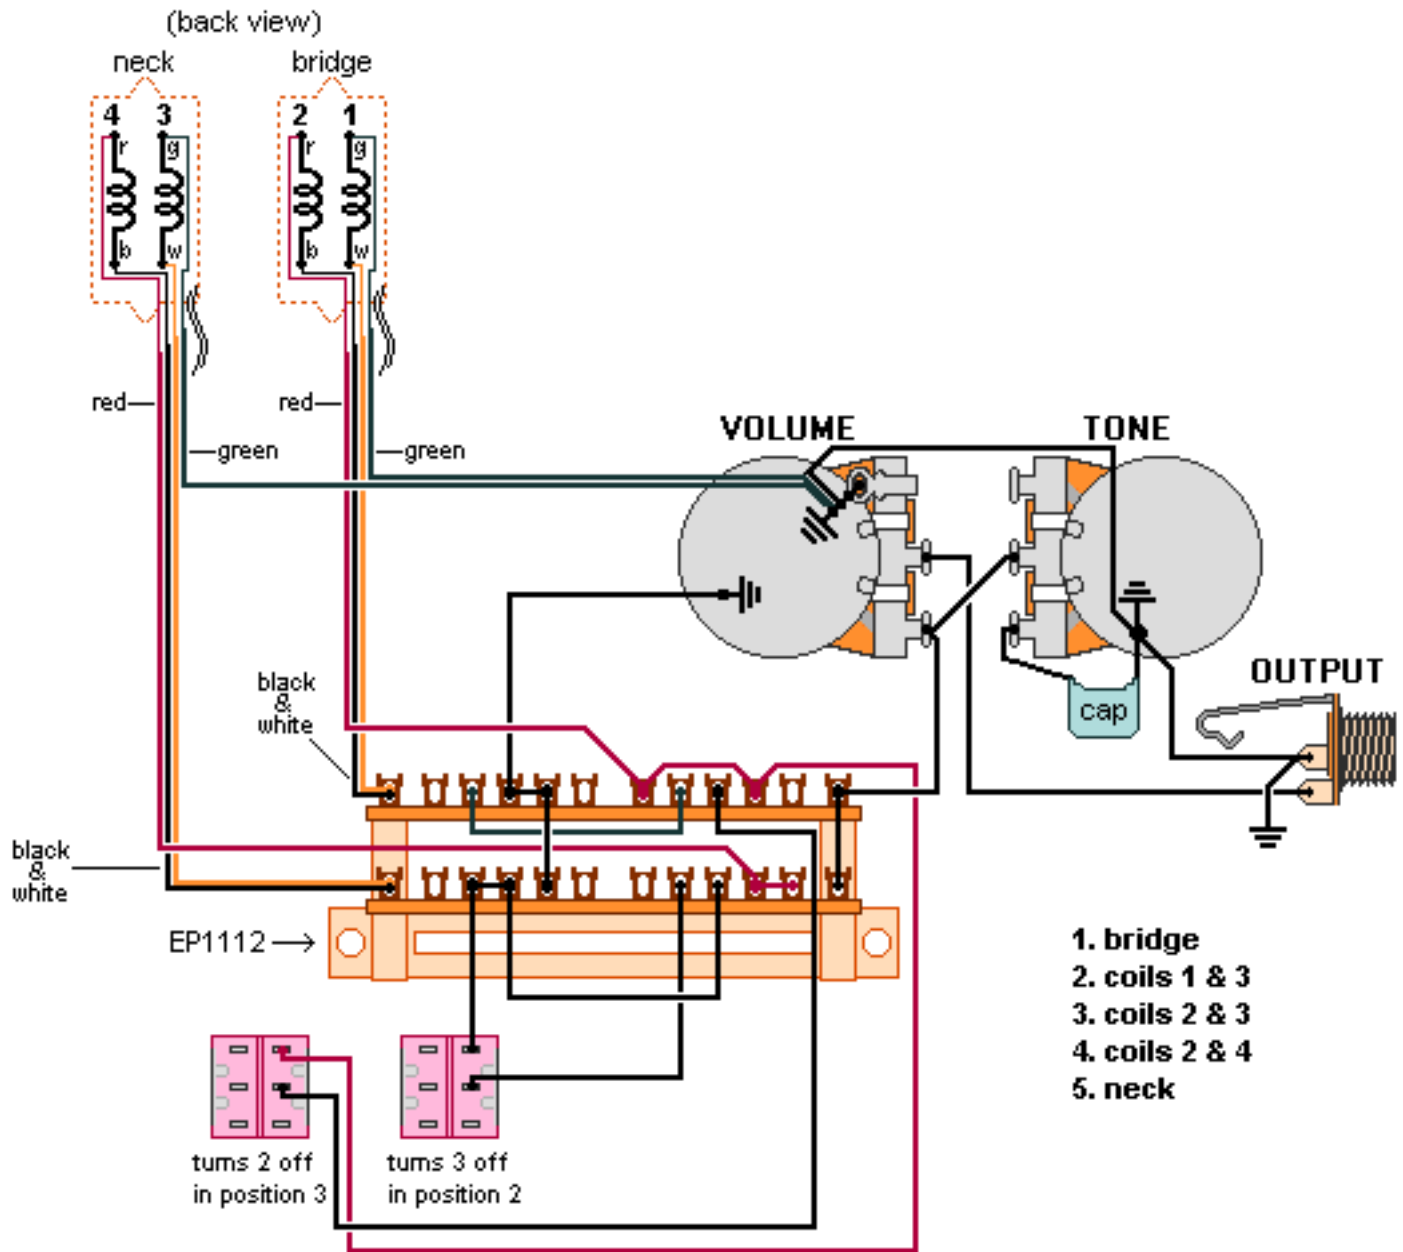 (back view)
neck
bridge
4 3
2 1
r g
r g
b w
b w
red
red
green
green
VOLUME
TONE
OUTPUT
cap
black
&
white
black
&
white
EP1112
1. bridge
2. coils 1 & 3
3. coils 2 & 3
4. coils 2 & 4
5. neck
turns 2 off
in position 3
turns 3 off
in position 2